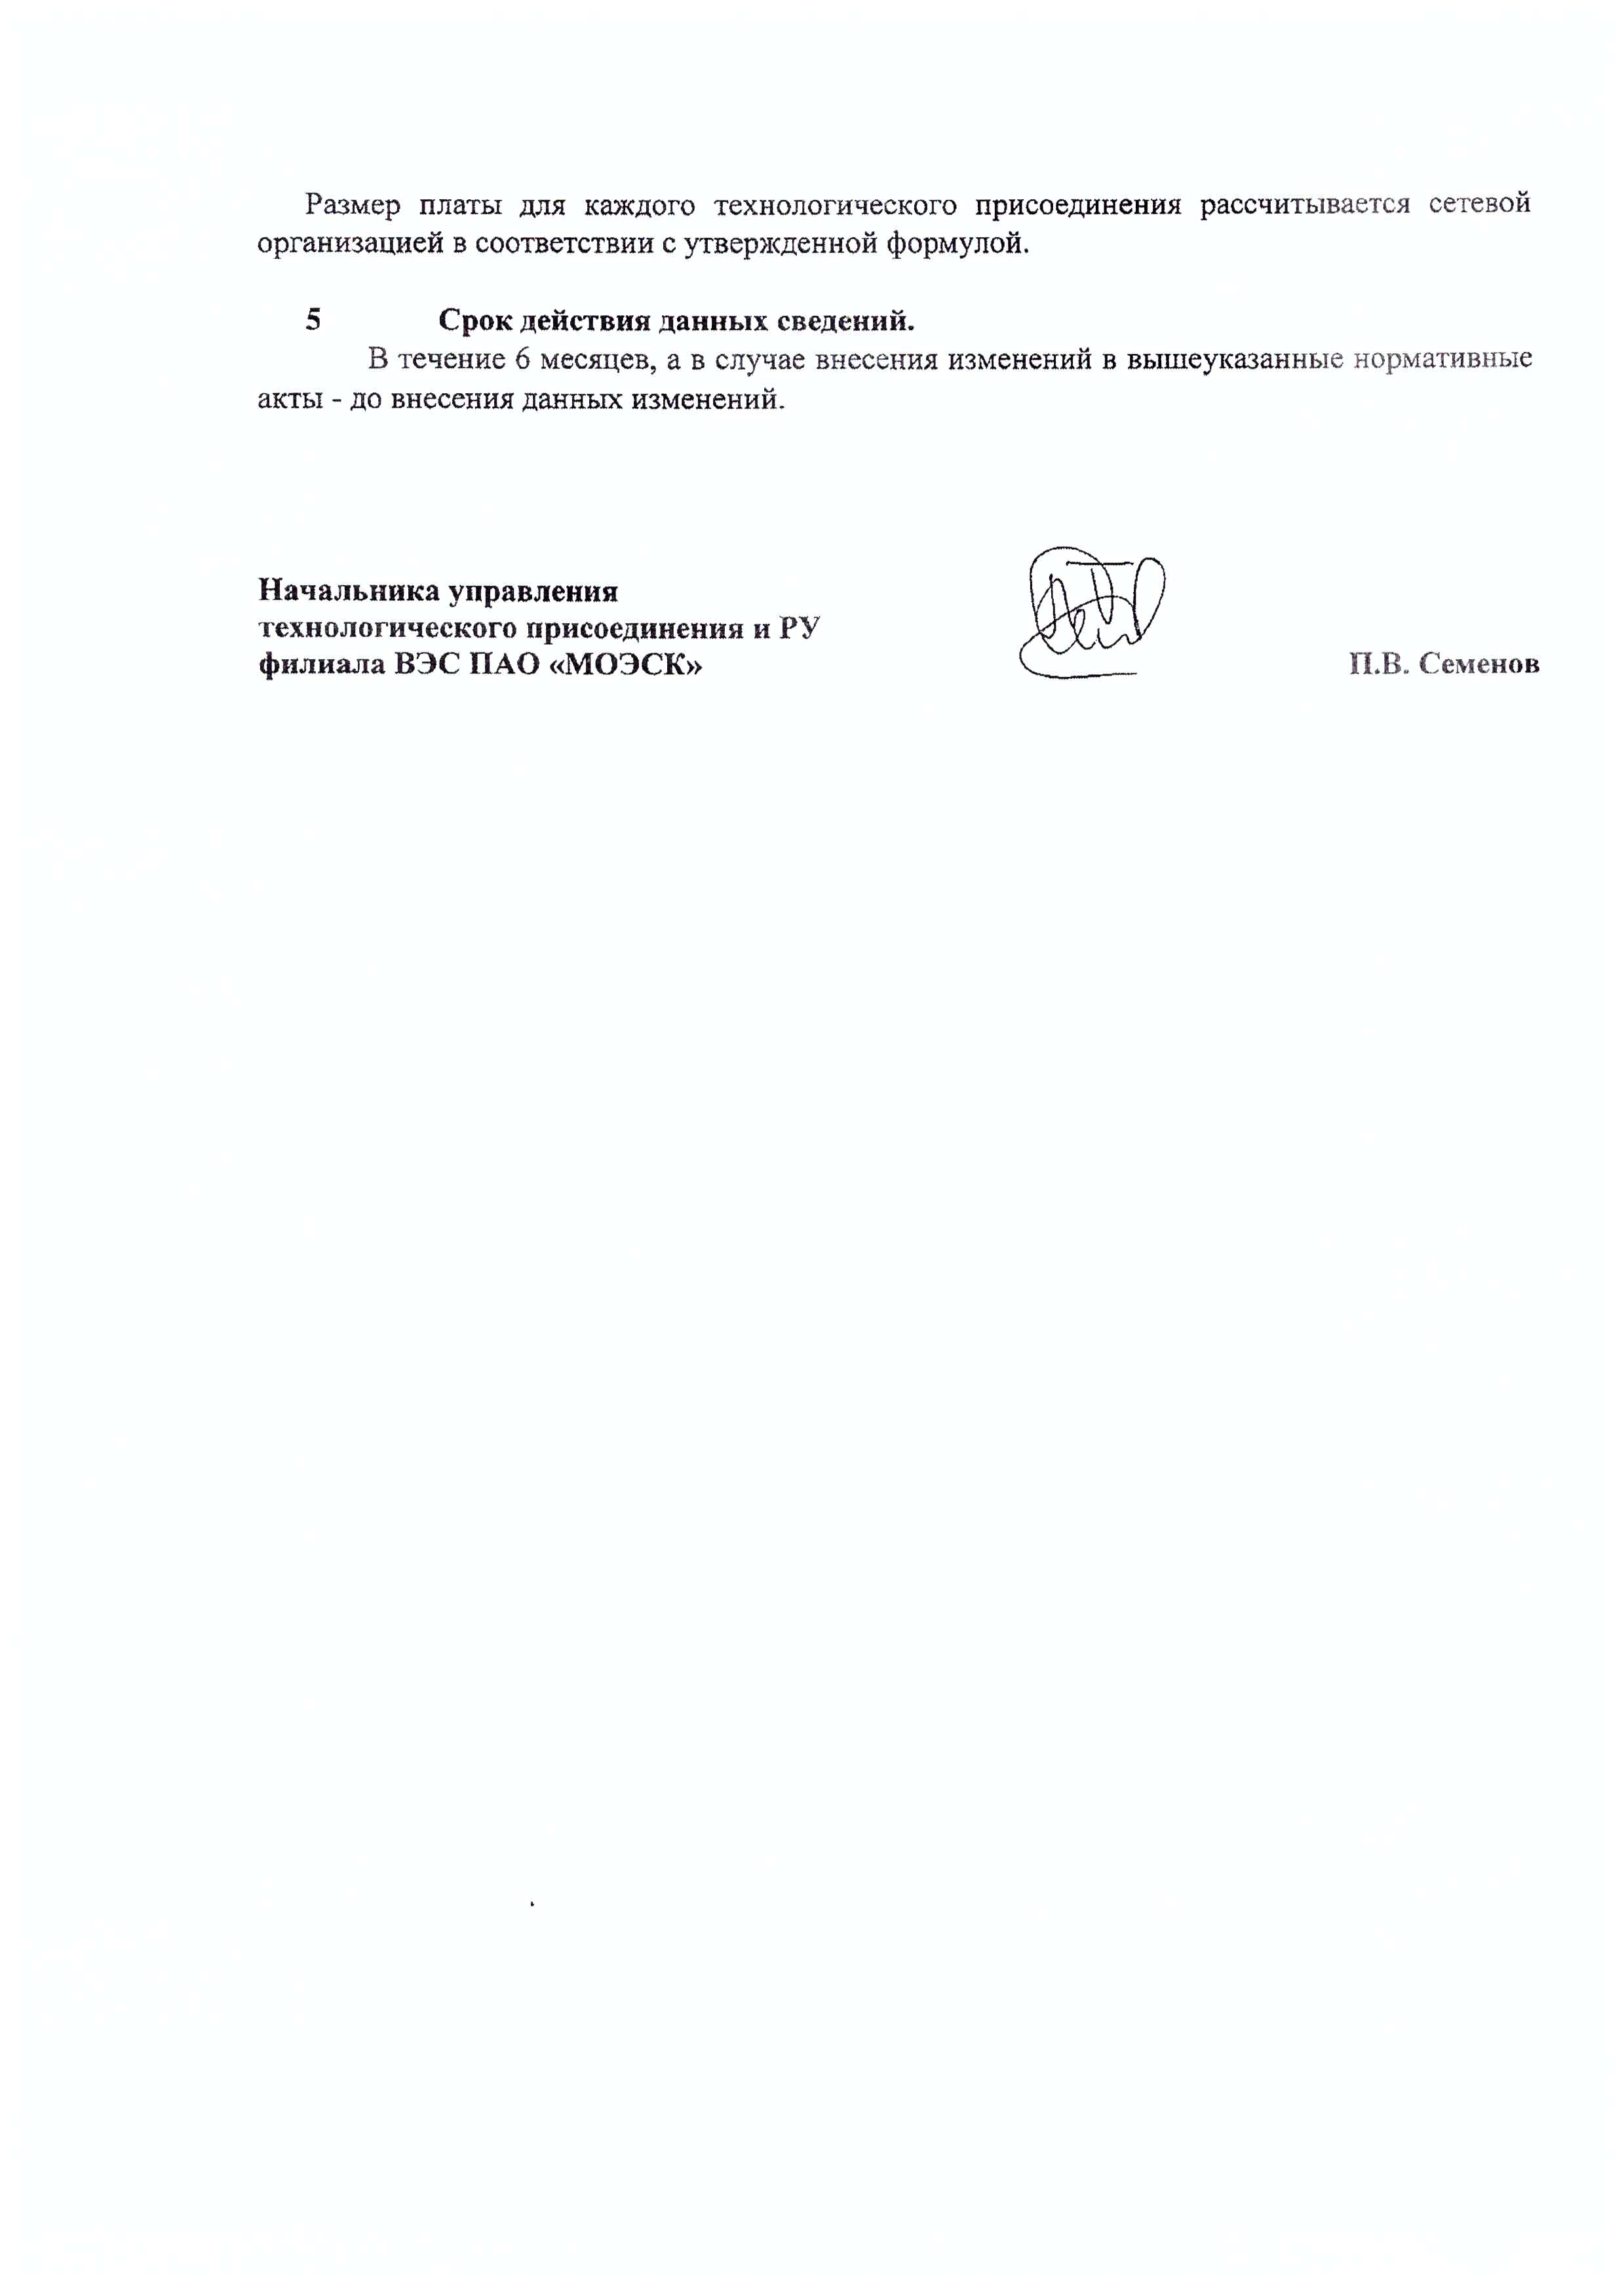 Размер платы для каждого технологического присоединения рассчитывается сетевой
организацией в соответствии с утвержденной формулой.
5 Срок действия данных сведений.
В течение 6 месяцев, а в случае внесения изменений в вышеуказанные нормативные
акты - до внесения данных изменений.
Начальника управления
технологического присоединения и РУ
филиала ВЭС ПАО «МОЭСК»
П.В. Семенов